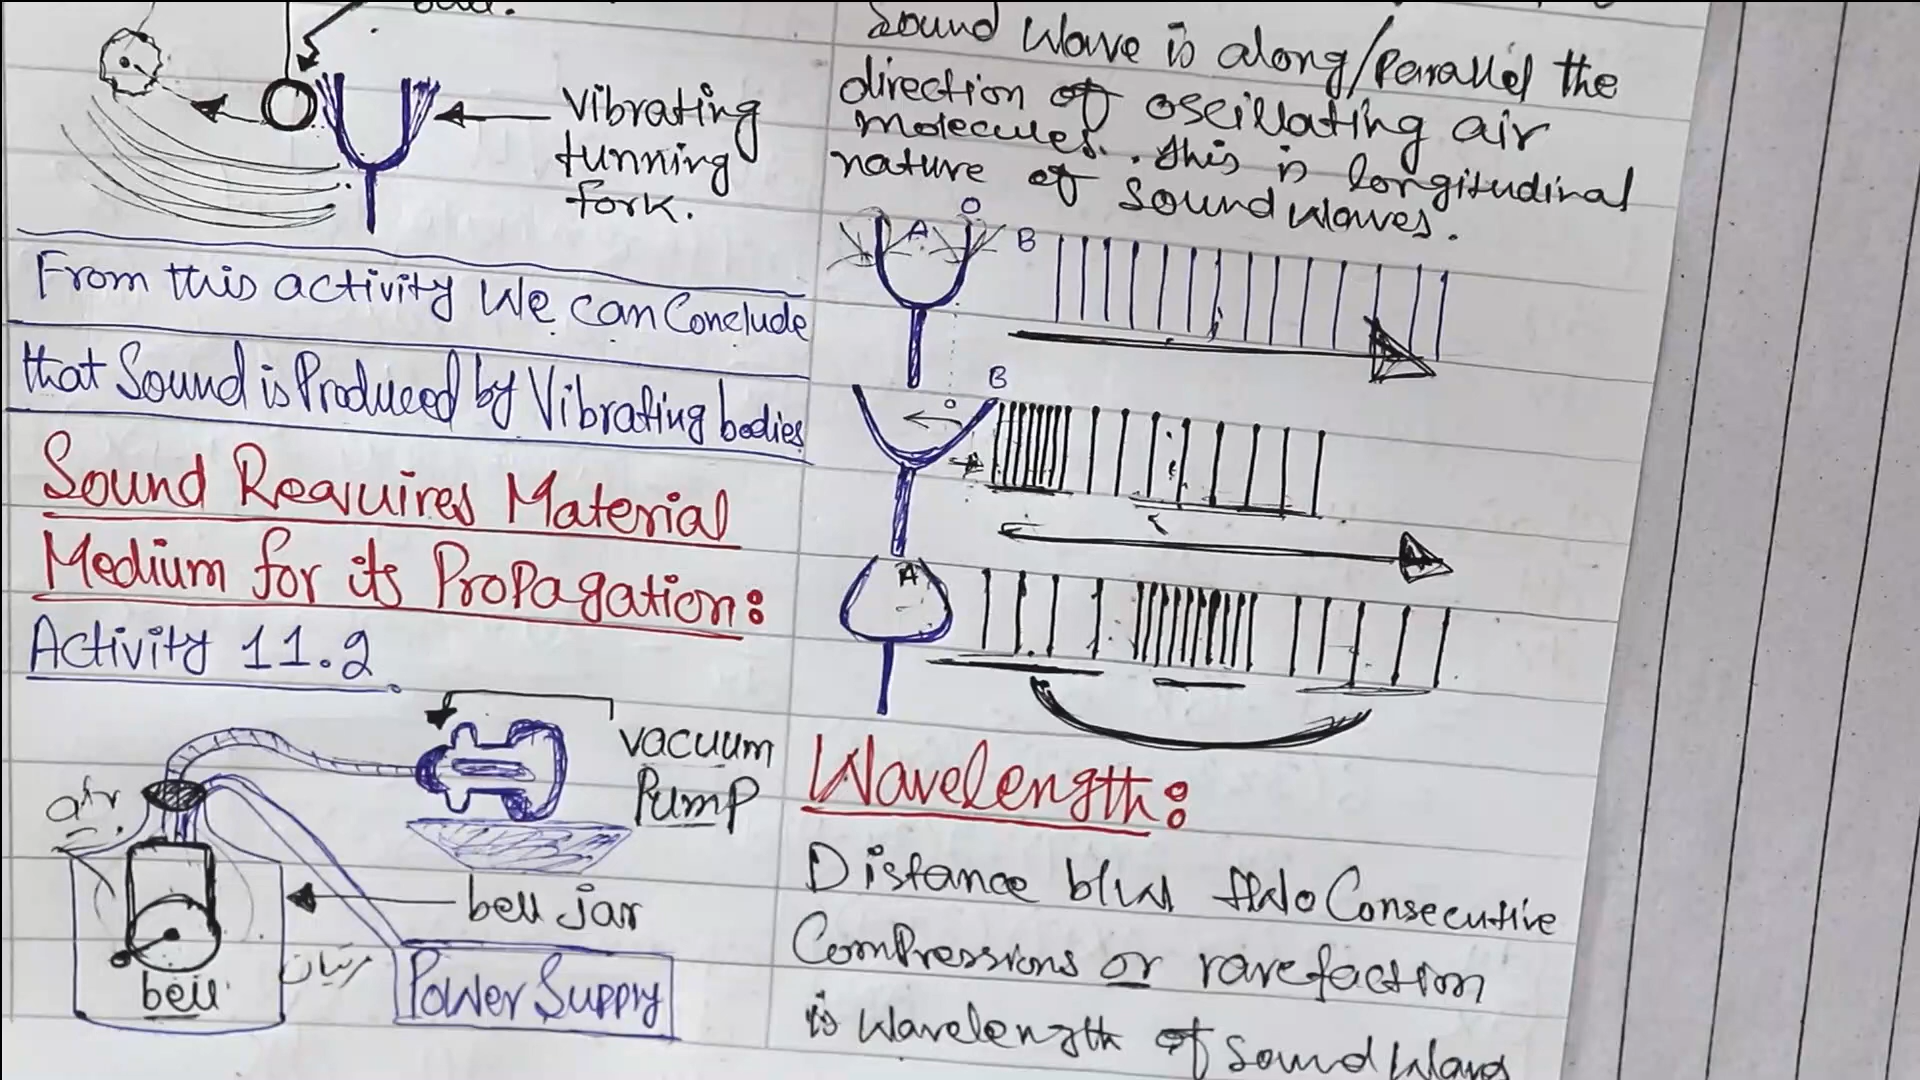 Vibrating
tunning
fork.
From this activity we can Conclude
that Sound is Produced by Vibrating bodies
Sound Requires Material
Medium for its Propagation:
Activity 11.2
vacuum
Pump
air
bell jar
bell
Power Supply
Sound wave is along/Parallel the
direction of oscillating air
molecules. This is longitudinal
nature of Sound waves.
A O B
B
o
A
Wavelength:
Distance b/w two Consecutive
Compressions or rarefaction
is wavelength of Sound